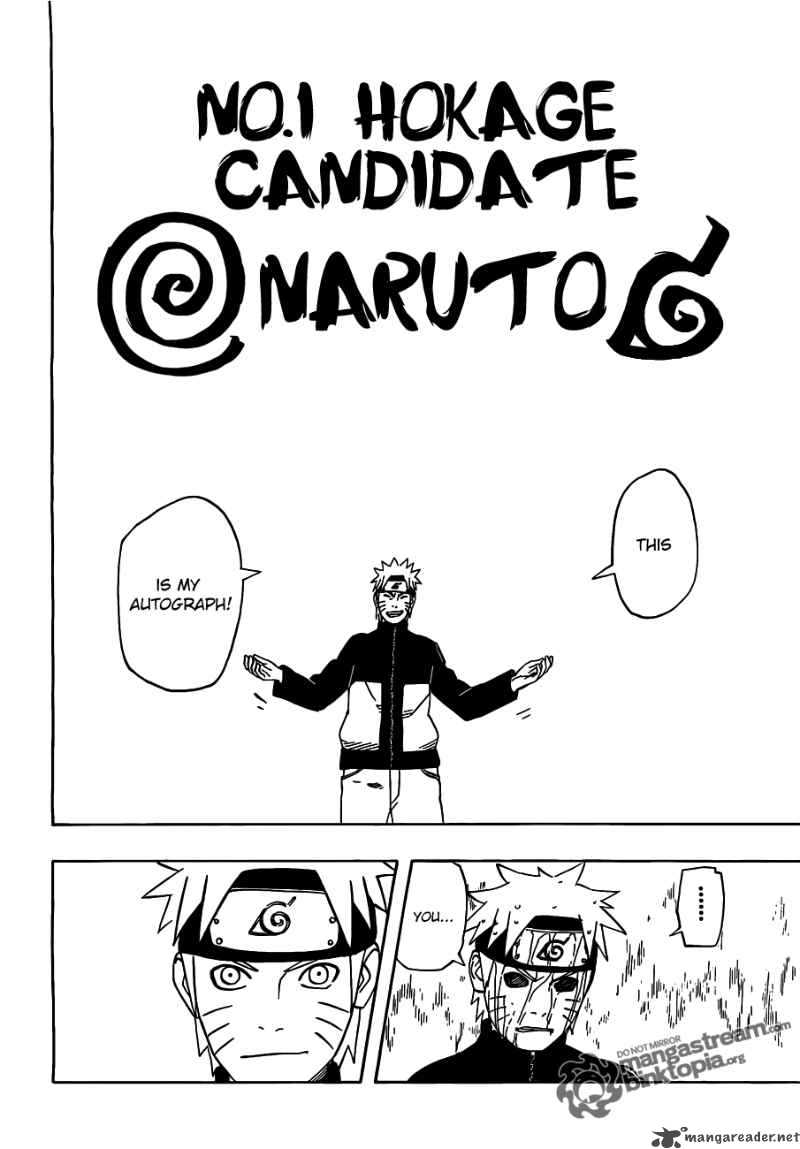 NO.1 HOKAGE
CANDIDATE
NARUTO
THIS
IS MY
AUTOGRAPH!
......
YOU...
DO NOT MIRROR
mangastream.com
binktopia.org
mangareader.net